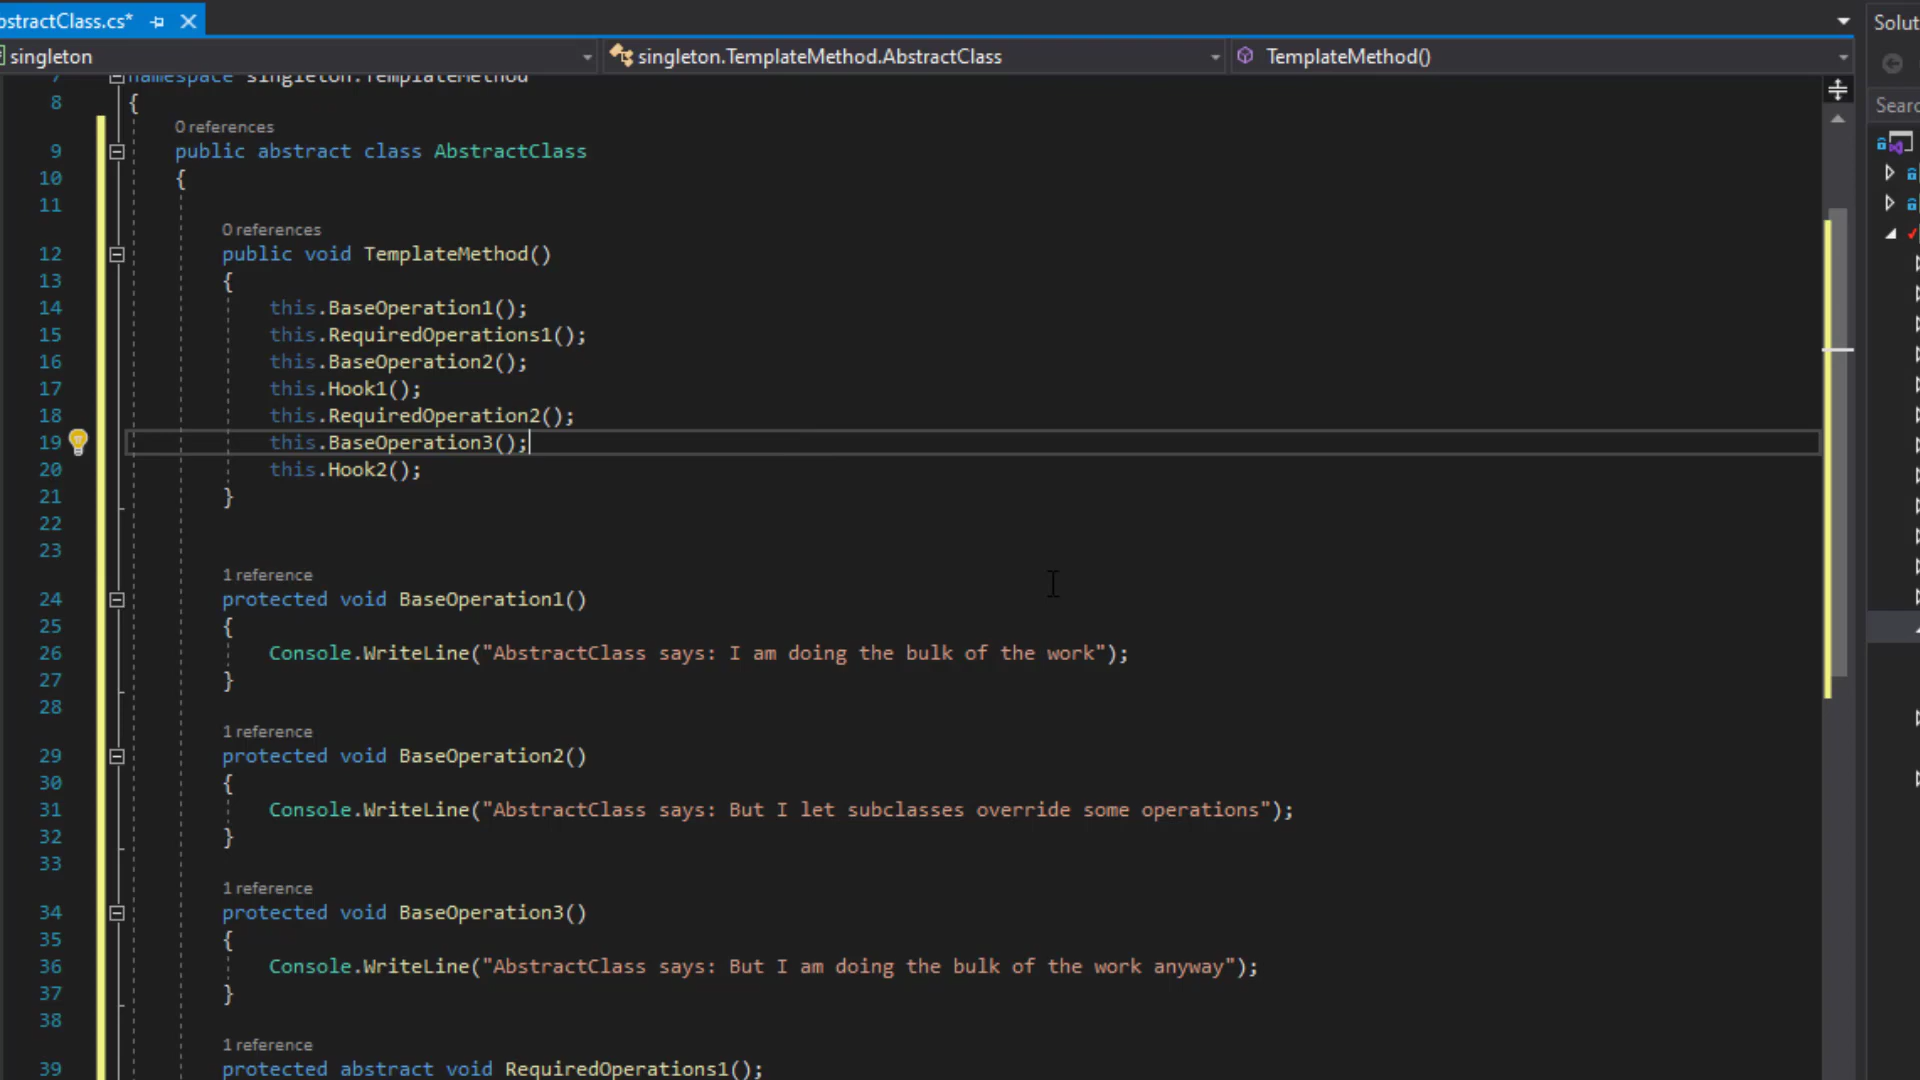 bstractClass.cs*
singleton
singleton.TemplateMethod.AbstractClass
TemplateMethod()
Solut
Searc
7 namespace singleton.TemplateMethod
8 {
0 references
9 public abstract class AbstractClass
10 {
11
0 references
12 public void TemplateMethod()
13 {
14 this.BaseOperation1();
15 this.RequiredOperations1();
16 this.BaseOperation2();
17 this.Hook1();
18 this.RequiredOperation2();
19 this.BaseOperation3();
20 this.Hook2();
21 }
22
23
1 reference
24 protected void BaseOperation1()
25 {
26 Console.WriteLine("AbstractClass says: I am doing the bulk of the work");
27 }
28
1 reference
29 protected void BaseOperation2()
30 {
31 Console.WriteLine("AbstractClass says: But I let subclasses override some operations");
32 }
33
1 reference
34 protected void BaseOperation3()
35 {
36 Console.WriteLine("AbstractClass says: But I am doing the bulk of the work anyway");
37 }
38
1 reference
39 protected abstract void RequiredOperations1();